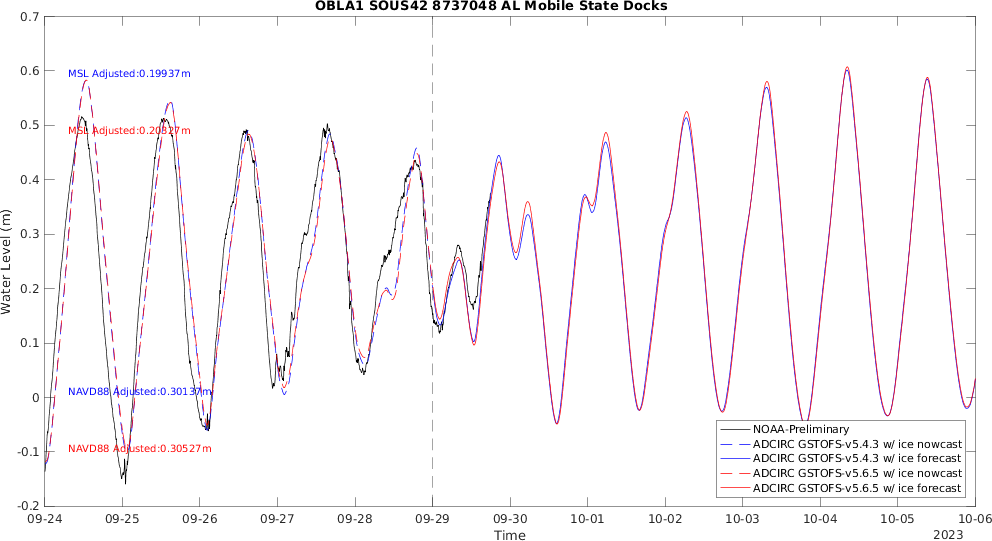 OBLA1 SOUS42 8737048 AL Mobile State Docks
Water Level (m)
0.7
0.6
0.5
0.4
0.3
0.2
0.1
0
-0.1
-0.2
MSL Adjusted:0.19937m
MSL Adjusted:0.20327m
NAVD88 Adjusted:0.30137m
NAVD88 Adjusted:0.30527m
NOAA-Preliminary
ADCIRC GSTOFS-v5.4.3 w/ ice nowcast
ADCIRC GSTOFS-v5.4.3 w/ ice forecast
ADCIRC GSTOFS-v5.6.5 w/ ice nowcast
ADCIRC GSTOFS-v5.6.5 w/ ice forecast
09-24 09-25 09-26 09-27 09-28 09-29 09-30 10-01 10-02 10-03 10-04 10-05 10-06
Time
2023